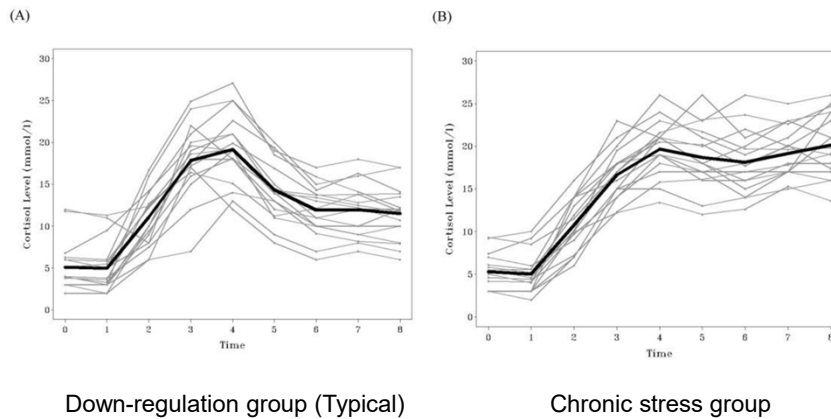 (A)
(B)
30
25
20
15
10
5
0
Cortisol Level (mmol/l)
0 1 2 3 4 5 6 7 8
Time
30
25
20
15
10
5
0
Cortisol Level (mmol/l)
0 1 2 3 4 5 6 7 8
Time
Down-regulation group (Typical)
Chronic stress group